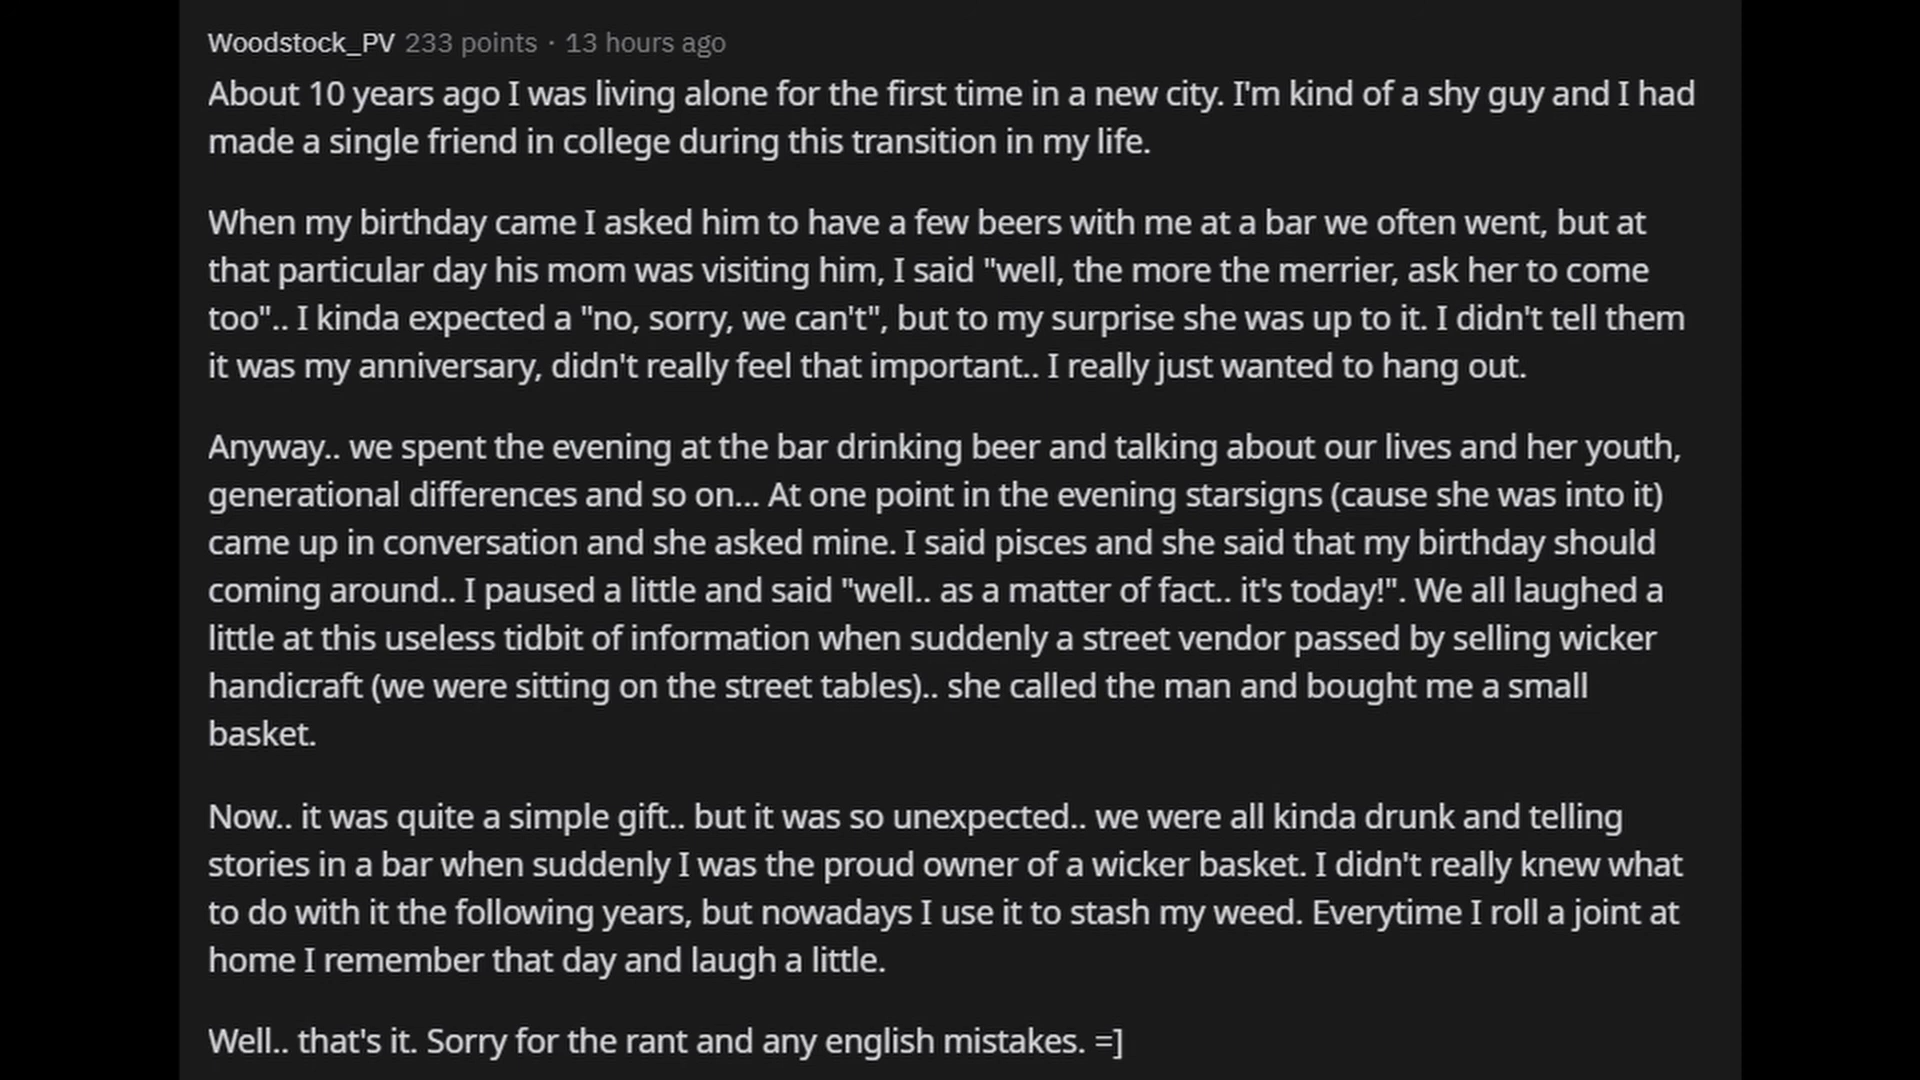 Woodstock_PV 233 points · 13 hours ago
About 10 years ago I was living alone for the first time in a new city. I'm kind of a shy guy and I had
made a single friend in college during this transition in my life.
When my birthday came I asked him to have a few beers with me at a bar we often went, but at
that particular day his mom was visiting him, I said "well, the more the merrier, ask her to come
too".. I kinda expected a "no, sorry, we can't", but to my surprise she was up to it. I didn't tell them
it was my anniversary, didn't really feel that important.. I really just wanted to hang out.
Anyway.. we spent the evening at the bar drinking beer and talking about our lives and her youth,
generational differences and so on... At one point in the evening starsigns (cause she was into it)
came up in conversation and she asked mine. I said pisces and she said that my birthday should
coming around.. I paused a little and said "well.. as a matter of fact.. it's today!". We all laughed a
little at this useless tidbit of information when suddenly a street vendor passed by selling wicker
handicraft (we were sitting on the street tables).. she called the man and bought me a small
basket.
Now.. it was quite a simple gift.. but it was so unexpected.. we were all kinda drunk and telling
stories in a bar when suddenly I was the proud owner of a wicker basket. I didn't really knew what
to do with it the following years, but nowadays I use it to stash my weed. Everytime I roll a joint at
home I remember that day and laugh a little.
Well.. that's it. Sorry for the rant and any english mistakes. =]